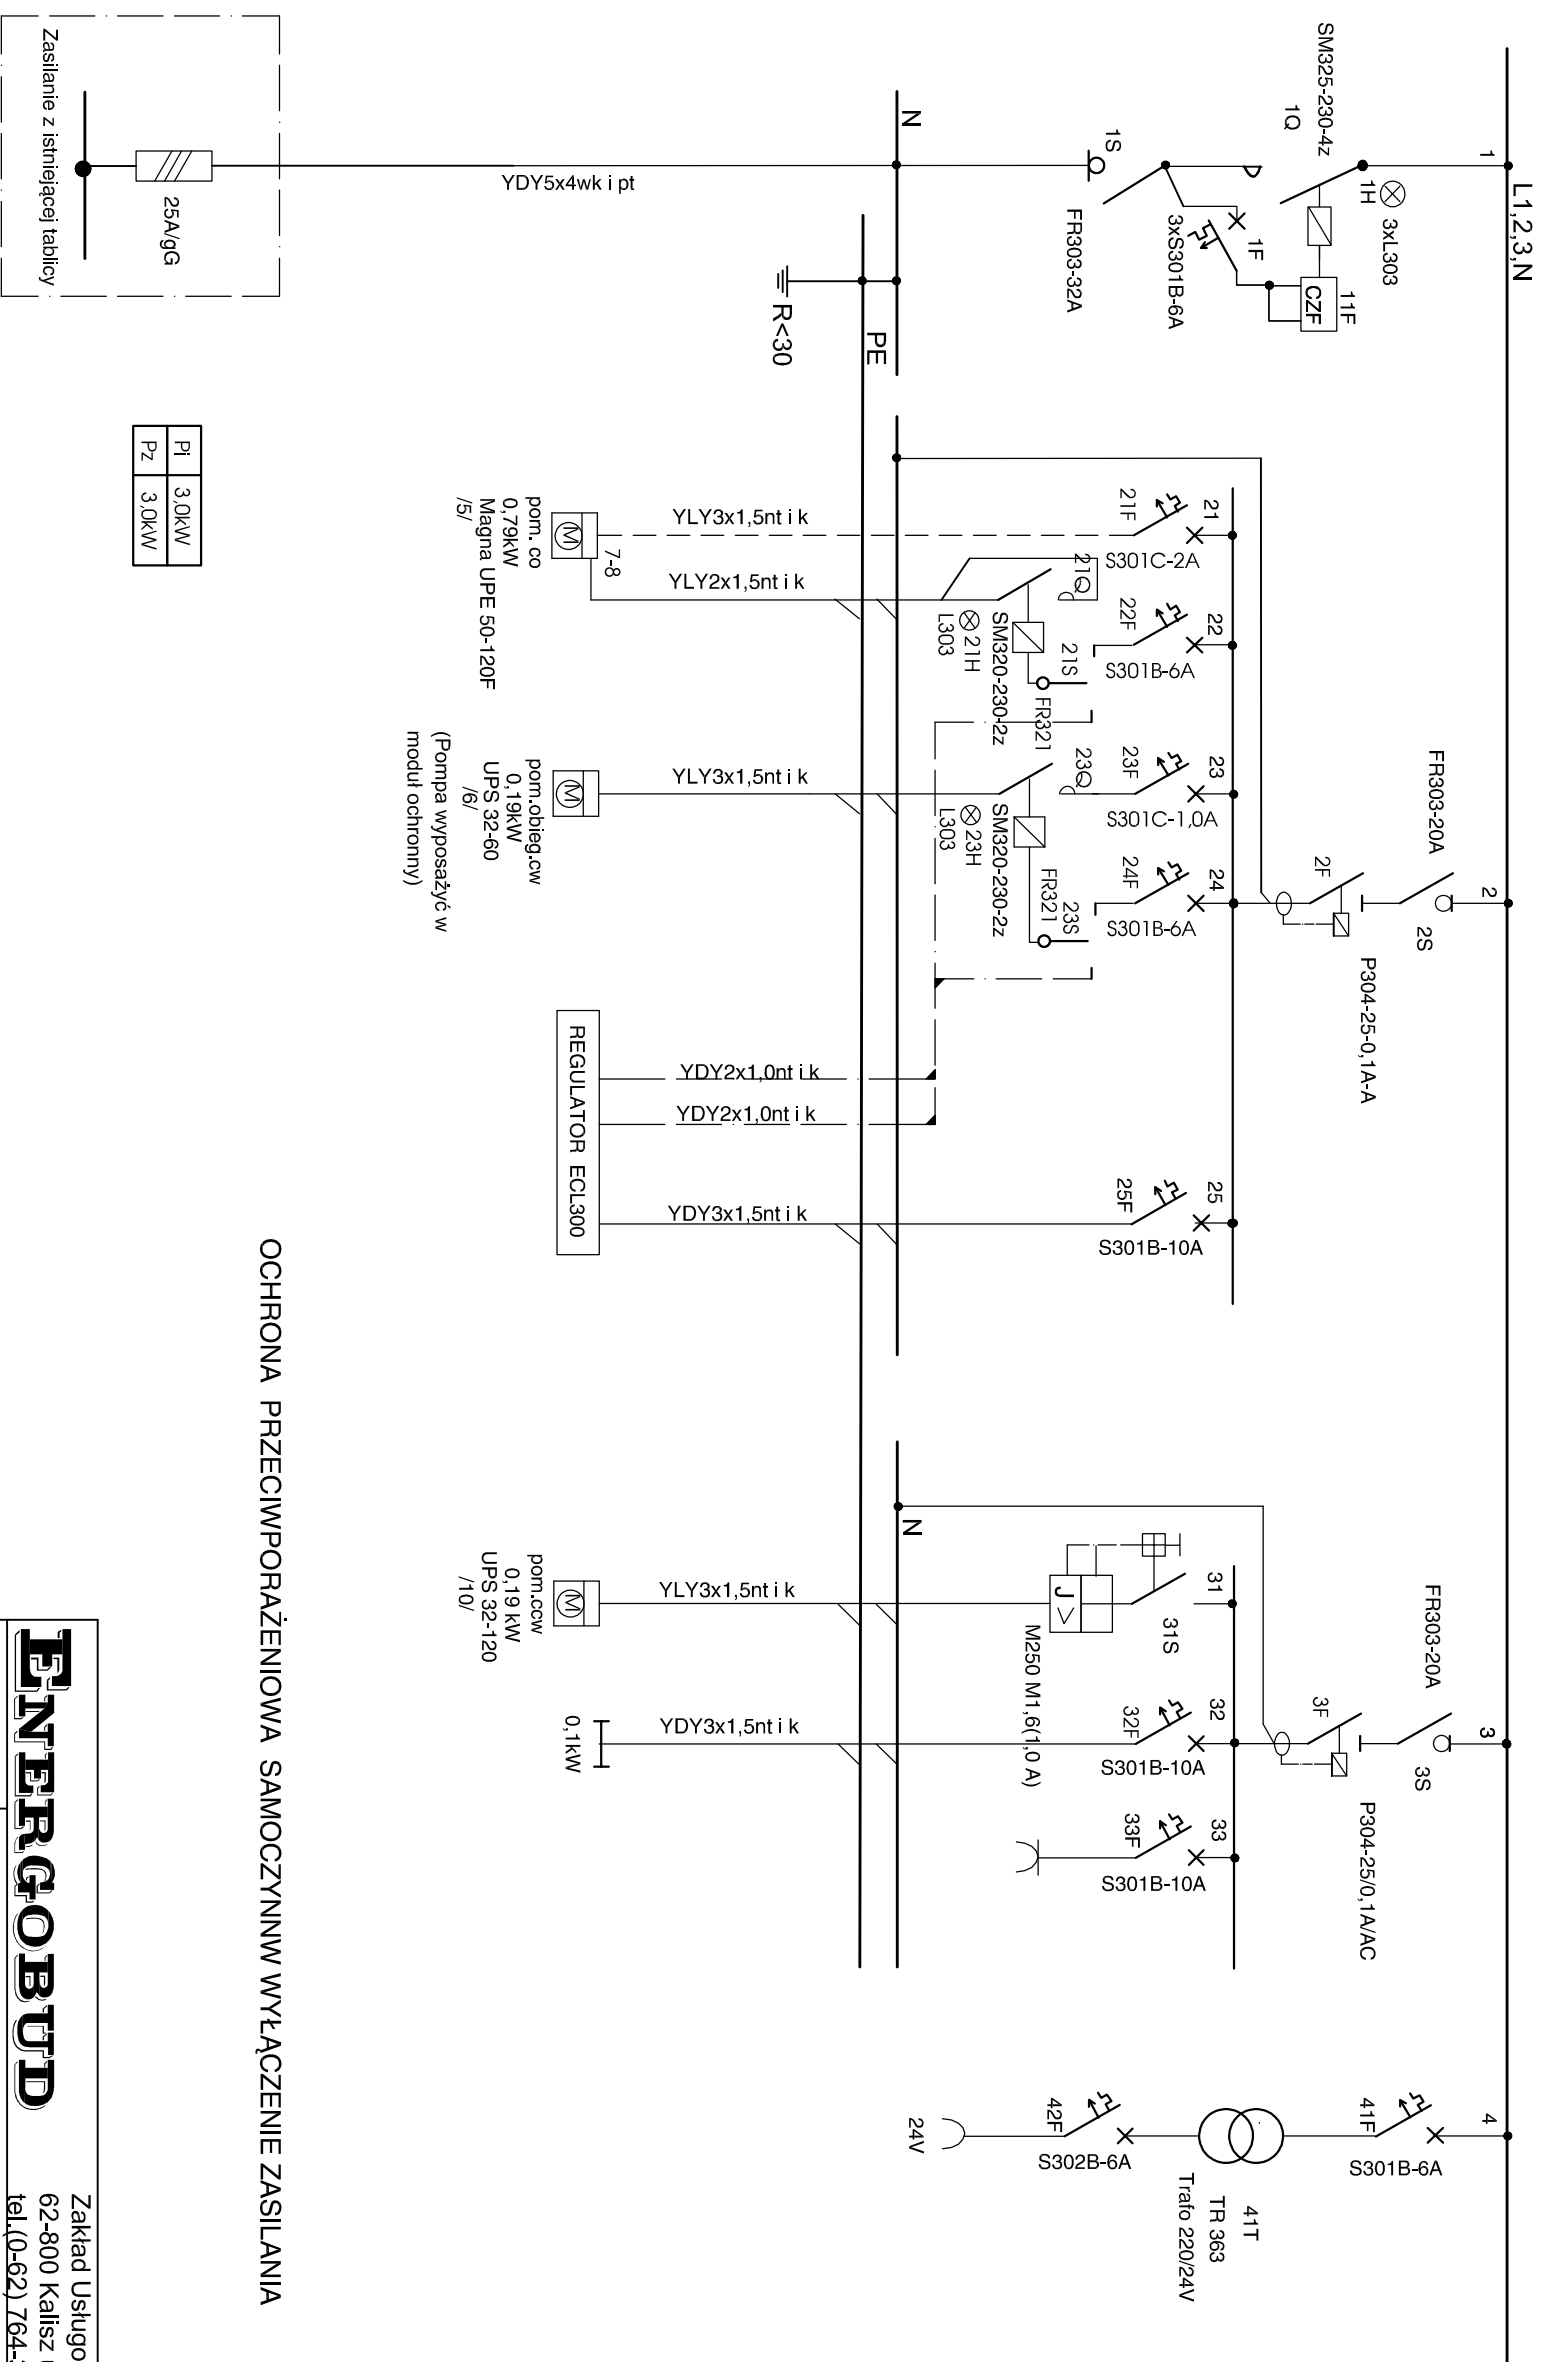 L1,2,3,N
1
SM325-230-4z
1Q
1H
3xL303
11F
CZF
1F
3xS301B-6A
1S
FR303-32A
N
PE
R<30
YDY5x4wk i pt
25A/gG
Zasilanie z istniejącej tablicy
Pi 3,0kW
Pz 3,0kW
2
FR303-20A
2S
2F
P304-25-0,1A-A
21
21F
S301C-2A
22
22F
S301B-6A
23
23F
S301C-1,0A
24
24F
S301B-6A
25
25F
S301B-10A
21Q
21S
FR321
SM320-230-2z
21H
L303
23Q
23S
FR321
SM320-230-2z
23H
L303
YLY3x1,5nt i k
YLY2x1,5nt i k
YLY3x1,5nt i k
YDY2x1,0nt i k
YDY2x1,0nt i k
YDY3x1,5nt i k
7-8
M
pom. co
0,79kW
Magna UPE 50-120F
/5/
M
pom.obieg.cw
0,19kW
UPS 32-60
/6/
(Pompa wyposażyć w
moduł ochronny)
REGULATOR ECL300
3
FR303-20A
3S
3F
P304-25/0,1A/AC
N
31
31S
J>
M250 M1,6(1,0 A)
32
32F
S301B-10A
33
33F
S301B-10A
YLY3x1,5nt i k
YDY3x1,5nt i k
M
pom.ccw
0,19 kW
UPS 32-120
/10/
0,1kW
4
41F
S301B-6A
41T
TR 363
Trafo 220/24V
42F
S302B-6A
24V
OCHRONA PRZECIWPORAŻENIOWA SAMOCZYNNW WYŁĄCZENIE ZASILANIA
ENERGOBUD
Zakład Usługo
62-800 Kalisz
tel.(0-62) 764-